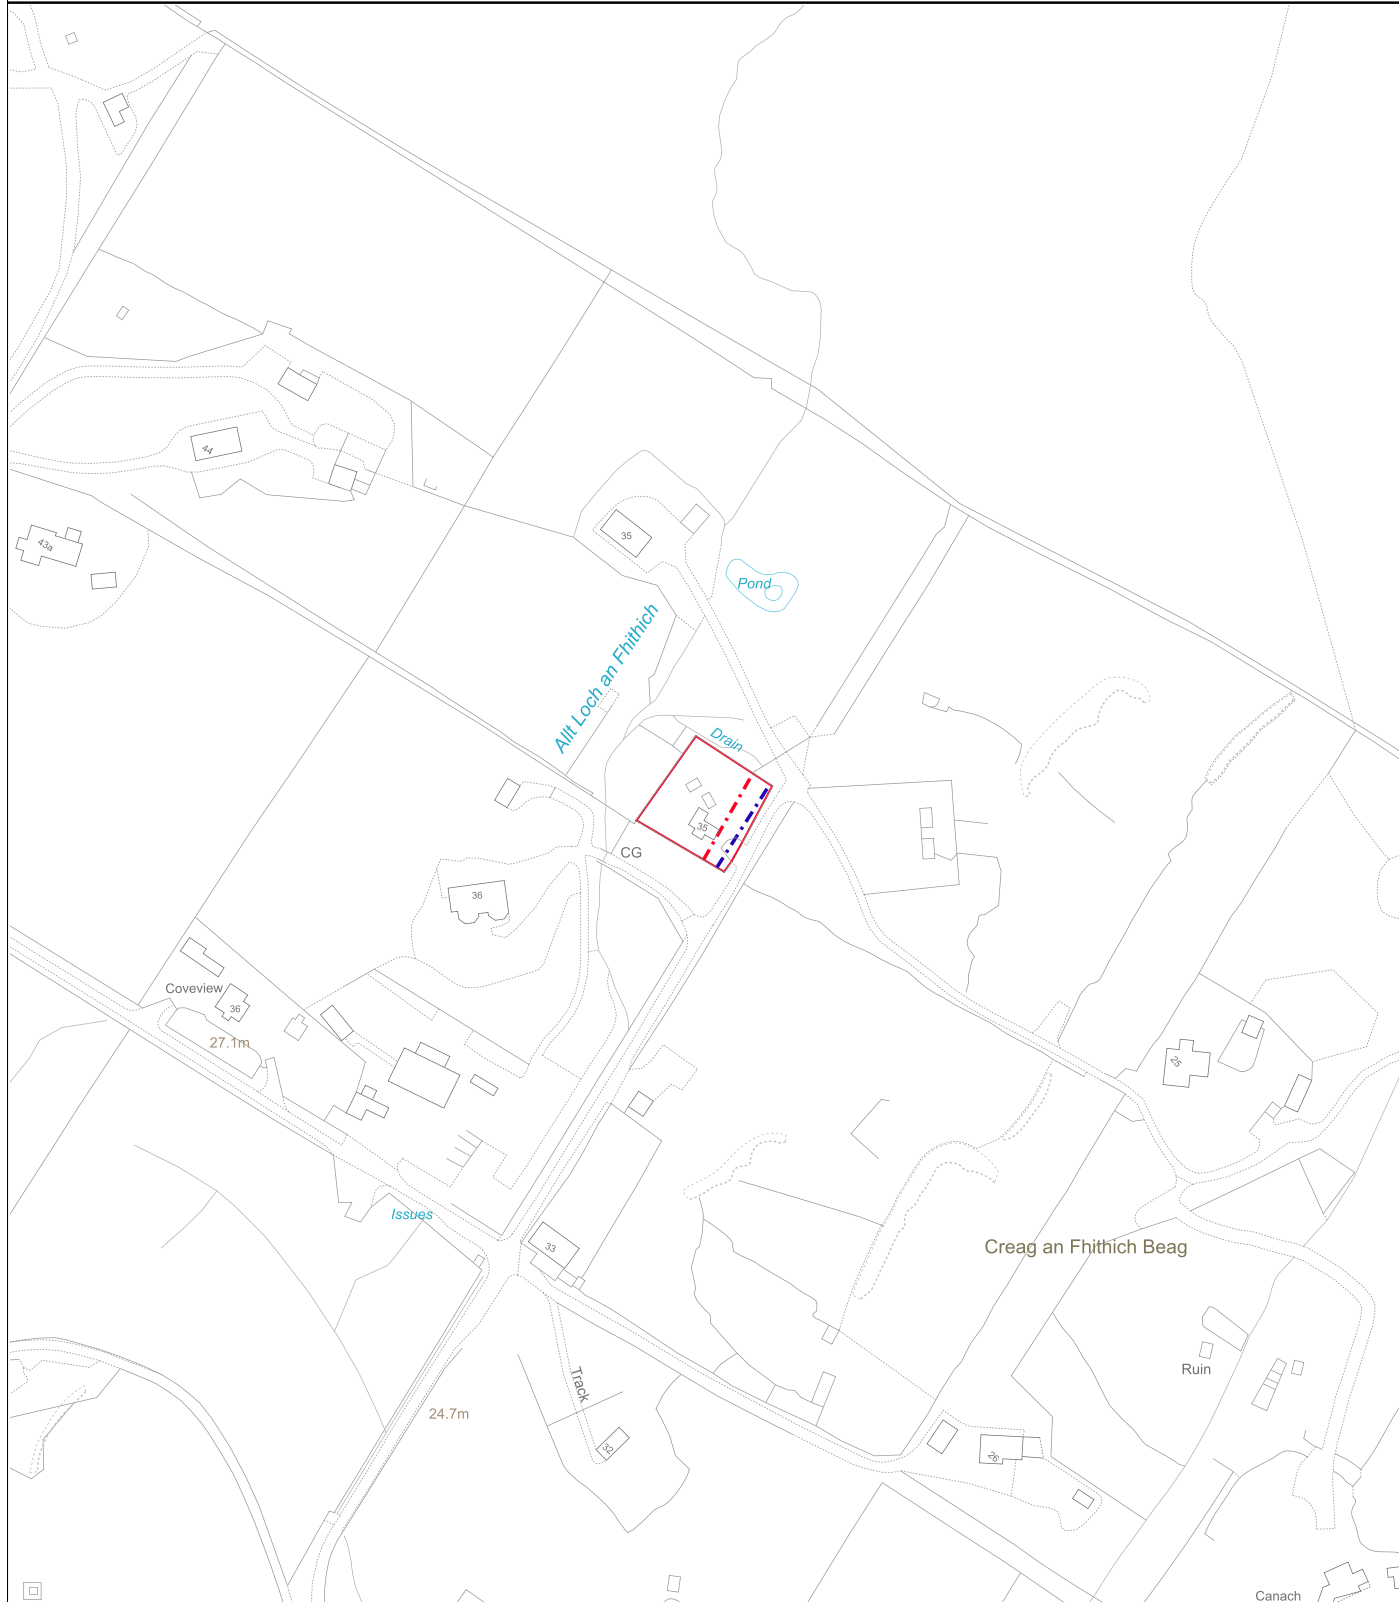 44
43a
35
Pond
Allt Loch an Fhithich
Drain
35
CG
36
Coveview
36
27.1m
25
Issues
33
Creag an Fhithich Beag
Ruin
Track
24.7m
32
26
Canach